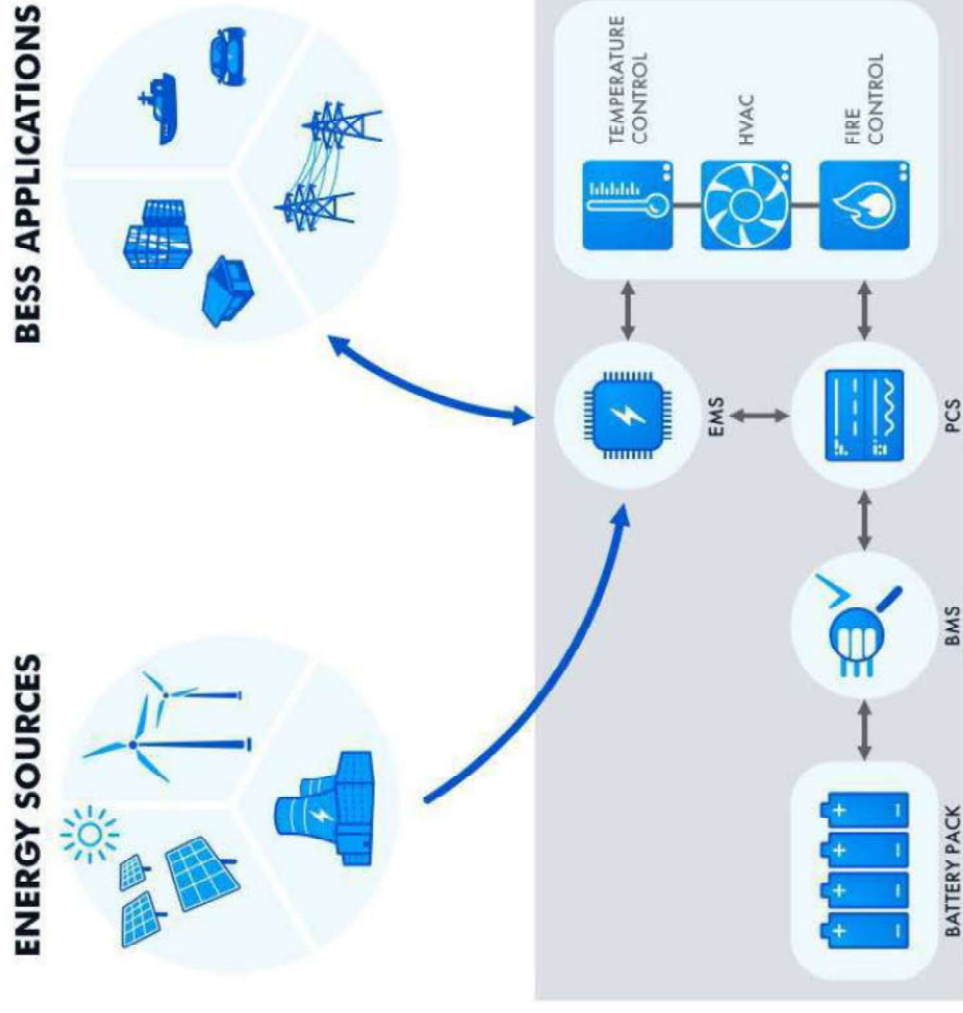 ENERGY SOURCES
BESS APPLICATIONS
EMS
TEMPERATURE
CONTROL
HVAC
FIRE
CONTROL
BATTERY PACK
BMS
PCS